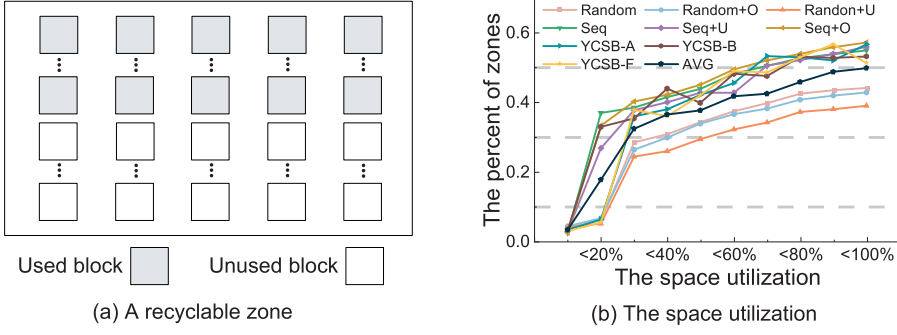 Used block
Unused block
(a) A recyclable zone
Random
Random+O
Randon+U
Seq
Seq+U
Seq+O
YCSB-A
YCSB-B
YCSB-F
AVG
The percent of zones
0.6
0.4
0.2
0.0
<20%
<40%
<60%
<80%
<100%
The space utilization
(b) The space utilization